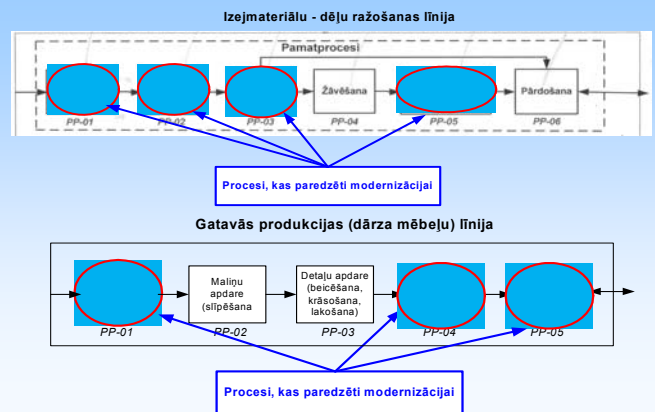 Izejmateriālu - dēļu ražošanas līnija
Pamatprocesi
Žāvēšana
Pārdošana
PP-01
PP-02
PP-03
PP-04
PP-05
PP-06
Procesi, kas paredzēti modernizācijai
Gatavās produkcijas (dārza mēbeļu) līnija
Maliņu
apdare
(slīpēšana
Detaļu apdare
(beicēšana,
krāsošana,
lakošana)
PP-01
PP-02
PP-03
PP-04
PP-05
Procesi, kas paredzēti modernizācijai